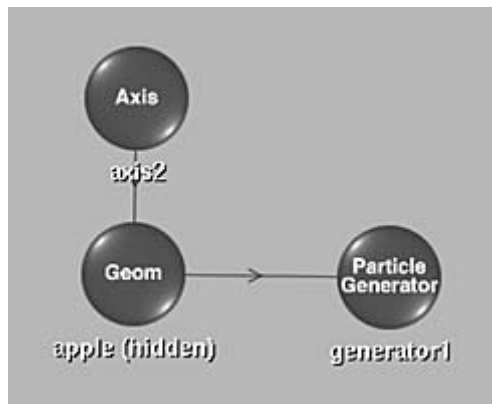 Axis
axis2
Geom
apple (hidden)
Particle
Generator
generator1